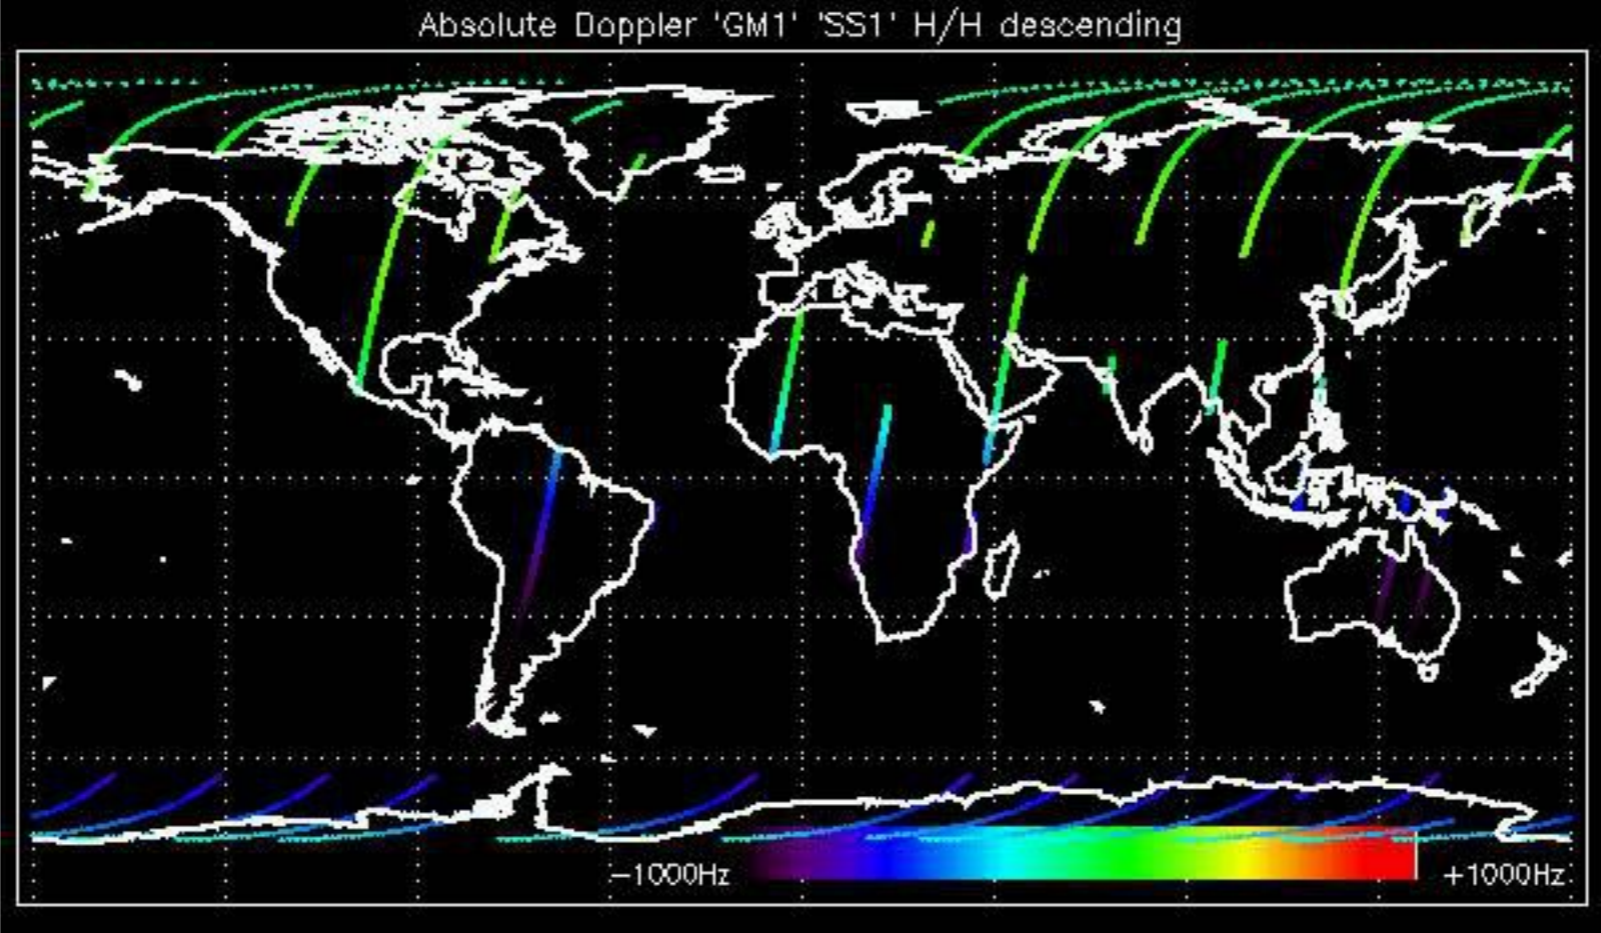 Absolute Doppler 'GM1' 'SS1' H/H descending
−1000Hz +1000Hz